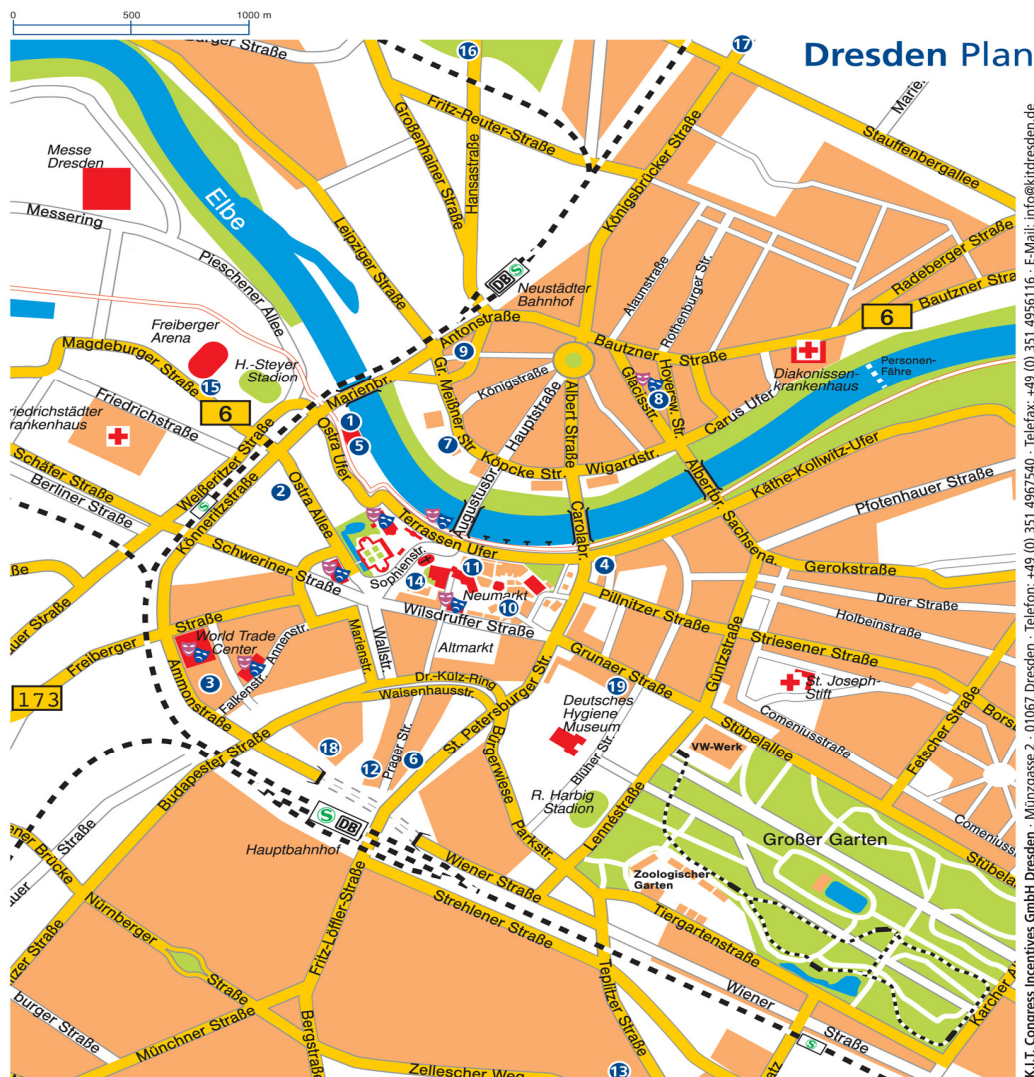 0 500 1000 m
Dresden Plan
16
17
Großenhainer Straße
Hansastraße
Fritz-Reuter-Straße
Königsbrücker Straße
Stauffenbergallee
Messe
Dresden
Messering
Elbe
Leipziger Straße
Pieschener Allee
DB S
Neustädter
Bahnhof
Alaunstraße
Rothenburger Str.
Radeberger Straße
Bautzner
6
Freiberger
Arena
H.-Steyer
Stadion
Magdeburger Straße
15
6
Antonstraße
9
Bautzner Straße
Königstraße
Gr. Meißner Str
Hauptstraße
Albert Straße
Glacisstr.
Hoyersw. Str.
8
Diakonissen-
krankenhaus
Personen-
Fähre
Carus Ufer
Marienbr.
Friedrichstraße
1
5
7
Ostra Ufer
Köpcke Str.
Wigardstr.
Albertbr.
Käthe-Kollwitz-Ufer
Schäfer Straße
Berliner Straße
Weißeritzer Straße
S
Könneritzstraße
2
Ostra Allee
Augustusbr.
Carolabr.
Sachsena.
Pfotenhauer Straße
Terrassen Ufer
Schweriner Straße
Sophienstr.
14
11
4
Neumarkt
10
Gerokstraße
Pillnitzer Straße
Dürer Straße
Holbeinstraße
Wilsdruffer Straße
Striesener Straße
Freiberger Straße
World Trade
Center
Annenstr.
Marienstr.
Wallstr.
Altmarkt
Grunaer Straße
Güntzstraße
173
3
Falkenstr.
Ammonstraße
Dr.-Külz-Ring
Waisenhausstr.
St. Petersburger Str.
19
Deutsches
Hygiene
Museum
St. Joseph-
Stift
Comeniusstraße
Fetscher Straße
Stübelallee
VW-Werk
18
12
6
Prager Str.
Bürgerwiese
Blüher Str.
Budapester Straße
R. Harbig
Stadion
Lennéstraße
Parkstr.
Großer Garten
S DB
Hauptbahnhof
Wiener Straße
Zoologischer
Garten
Tiergartenstraße
Strehlener Straße
Nürnberger Straße
Fritz-Löffler-Straße
Teplitzer Straße
Wiener Straße
S
Münchner Straße
Bergstraße
Zellescher Weg
13
K.I.T. Congress Incentives GmbH Dresden · Münzgasse 2 · 01067 Dresden · Telefon: +49 (0) 351 4967540 · Telefax: +49 (0) 351 4956116 · E-Mail: info@kitdresden.de